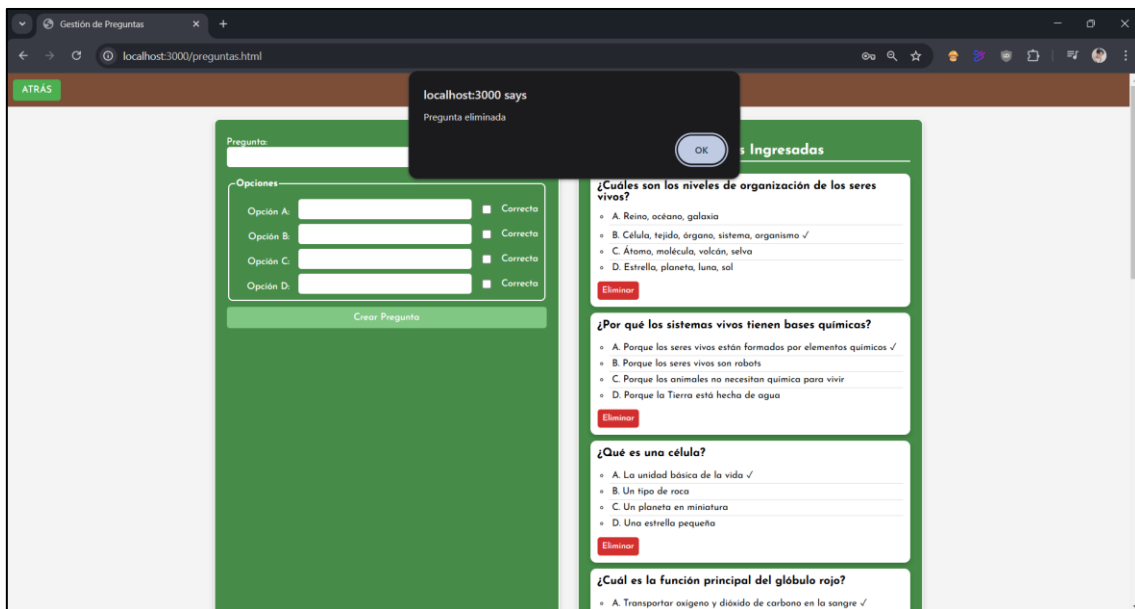 Gestión de Preguntas
localhost:3000/preguntas.html
ATRÁS
localhost:3000 says
Pregunta eliminada
OK
Pregunta:
Opciones
Opción A:
Correcta
Opción B:
Correcta
Opción C:
Correcta
Opción D:
Correcta
Crear Pregunta
s Ingresadas
¿Cuáles son los niveles de organización de los seres
vivos?
A. Reino, océano, galaxia
B. Célula, tejido, órgano, sistema, organismo ✓
C. Átomo, molécula, volcán, selva
D. Estrella, planeta, luna, sol
Eliminar
¿Por qué los sistemas vivos tienen bases químicas?
A. Porque los seres vivos están formados por elementos químicos ✓
B. Porque los seres vivos son robots
C. Porque los animales no necesitan química para vivir
D. Porque la Tierra está hecha de agua
Eliminar
¿Qué es una célula?
A. La unidad básica de la vida ✓
B. Un tipo de roca
C. Un planeta en miniatura
D. Una estrella pequeña
Eliminar
¿Cuál es la función principal del glóbulo rojo?
A. Transportar oxígeno y dióxido de carbono en la sangre ✓